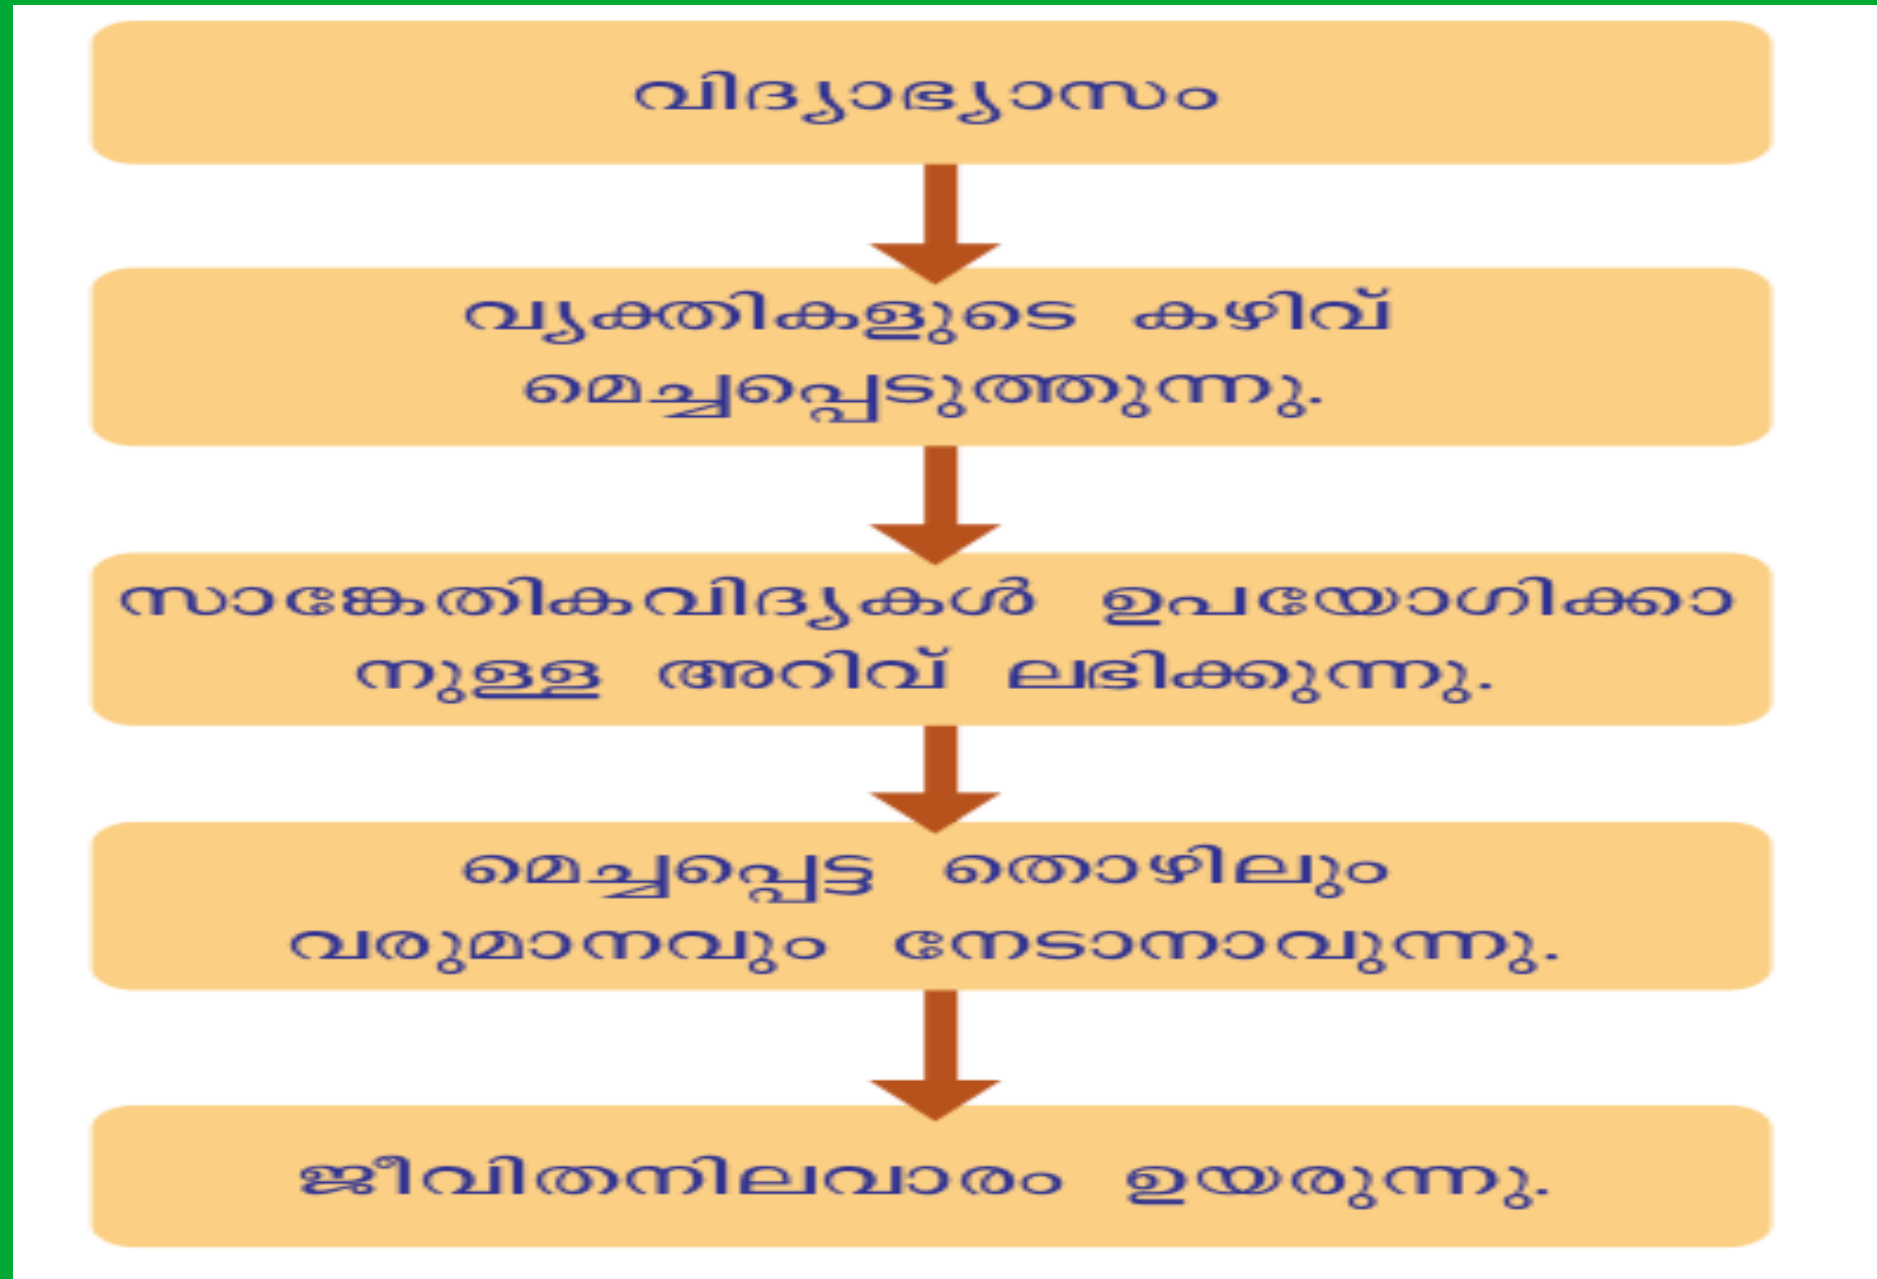 വിദ്യാഭ്യാസം
വ്യക്തികളുടെ കഴിവ്
മെച്ചപ്പെടുത്തുന്നു.
സാങ്കേതികവിദ്യകൾ ഉപയോഗിക്കാ
നുള്ള അറിവ് ലഭിക്കുന്നു.
മെച്ചപ്പെട്ട തൊഴിലും
വരുമാനവും നേടാനാവുന്നു.
ജീവിതനിലവാരം ഉയരുന്നു.